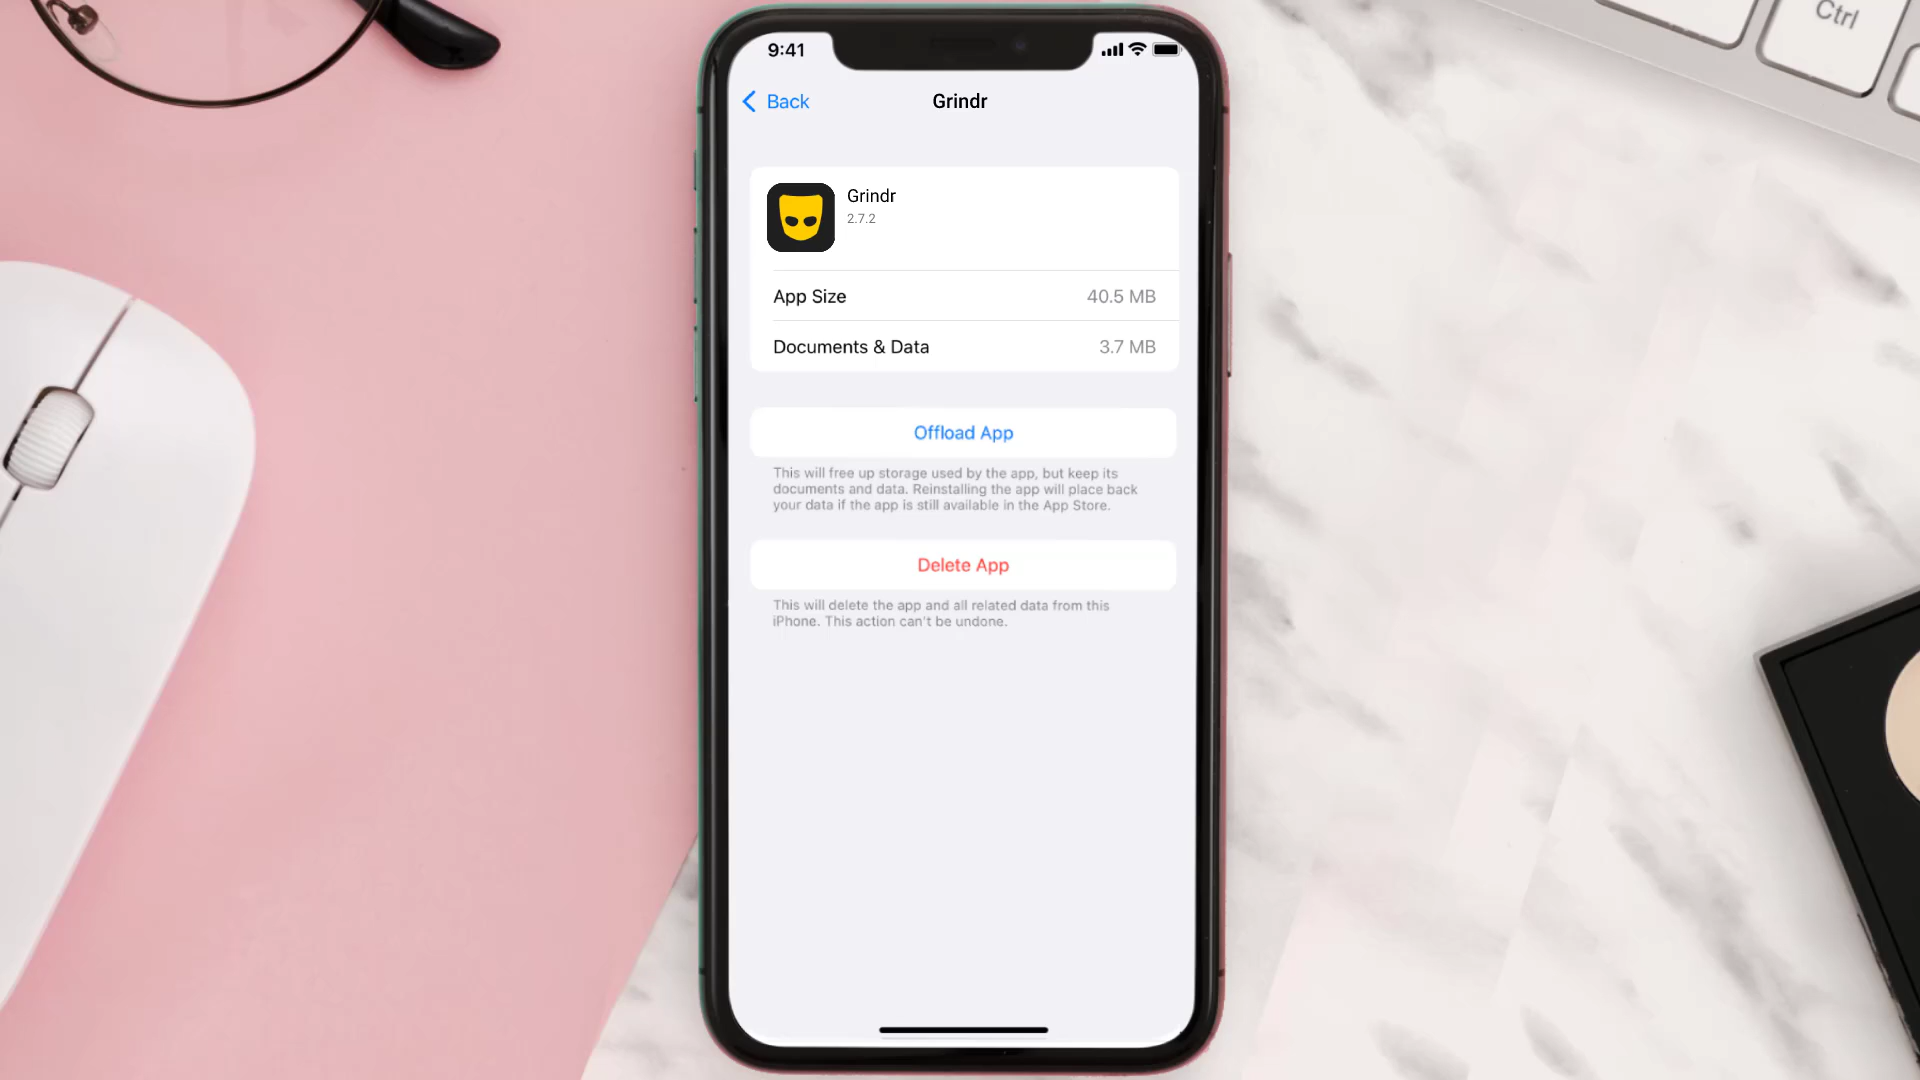 Ctrl
9:41
Back
Grindr
Grindr
2.7.2
App Size
40.5 MB
Documents & Data
3.7 MB
Offload App
This will free up storage used by the app, but keep its
documents and data. Reinstalling the app will place back
your data if the app is still available in the App Store.
Delete App
This will delete the app and all related data from this
iPhone. This action can't be undone.